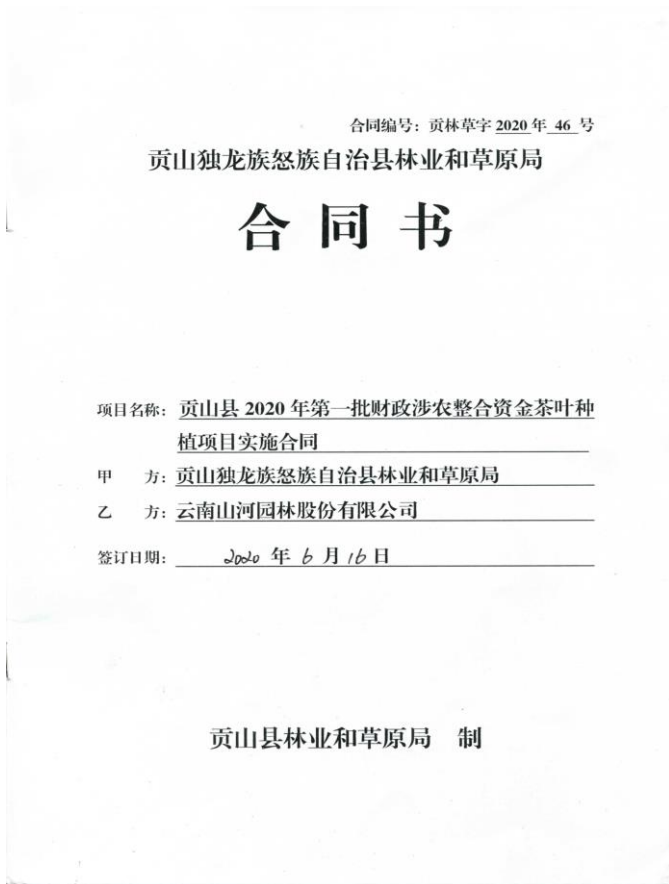 合同编号：贡林草字 2020 年 46 号
贡山独龙族怒族自治县林业和草原局
合同书
项目名称：贡山县 2020 年第一批财政涉农整合资金茶叶种
植项目实施合同
甲 方：贡山独龙族怒族自治县林业和草原局
乙 方：云南山河园林股份有限公司
签订日期： 2020 年 6 月 16 日
贡山县林业和草原局 制